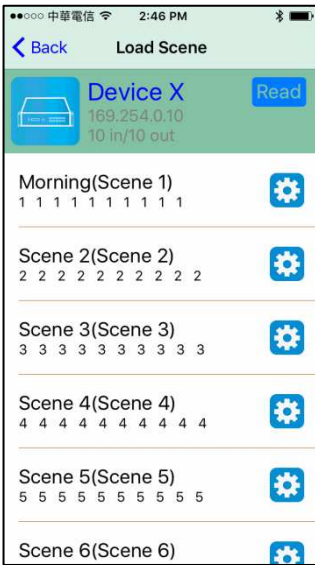 中華電信 2:46 PM
Back Load Scene
Device X Read
169.254.0.10
10 in/10 out
Morning(Scene 1)
1 1 1 1 1 1 1 1 1 1
Scene 2(Scene 2)
2 2 2 2 2 2 2 2 2 2
Scene 3(Scene 3)
3 3 3 3 3 3 3 3 3 3
Scene 4(Scene 4)
4 4 4 4 4 4 4 4 4 4
Scene 5(Scene 5)
5 5 5 5 5 5 5 5 5 5
Scene 6(Scene 6)